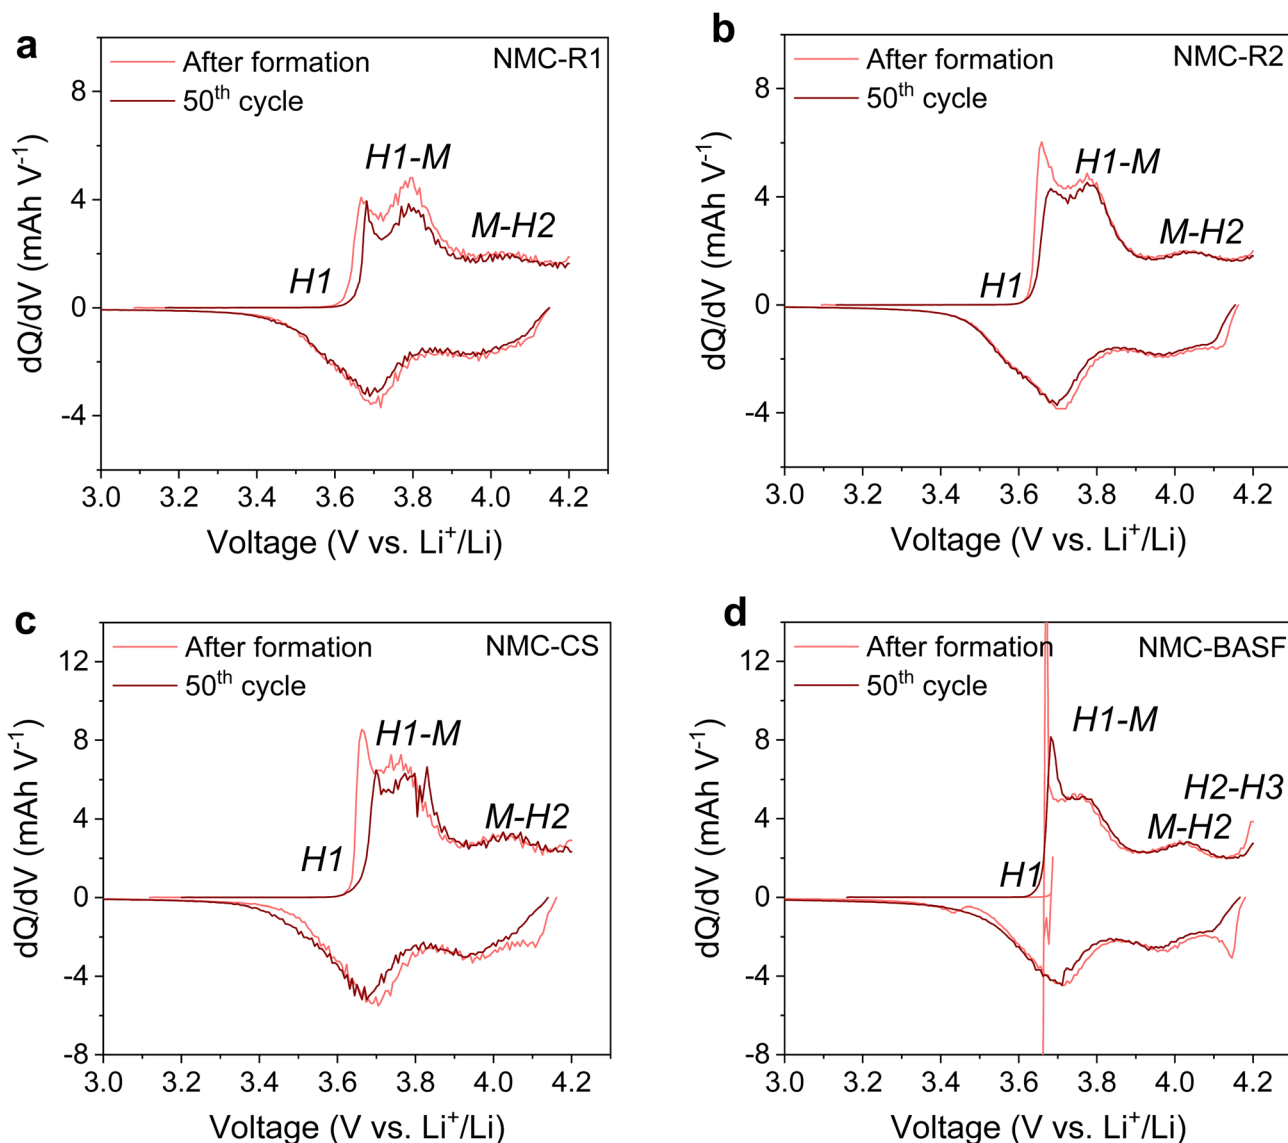 a
NMC-R1
After formation
50th cycle
H1-M
M-H2
H1
8
4
0
-4
dQ/dV (mAh V-1)
3.0 3.2 3.4 3.6 3.8 4.0 4.2
Voltage (V vs. Li+/Li)
b
NMC-R2
After formation
50th cycle
H1-M
M-H2
H1
8
4
0
-4
dQ/dV (mAh V-1)
3.0 3.2 3.4 3.6 3.8 4.0 4.2
Voltage (V vs. Li+/Li)
c
NMC-CS
After formation
50th cycle
H1-M
M-H2
H1
12
8
4
0
-4
-8
dQ/dV (mAh V-1)
3.0 3.2 3.4 3.6 3.8 4.0 4.2
Voltage (V vs. Li+/Li)
d
NMC-BASF
After formation
50th cycle
H1-M
H2-H3
M-H2
H1
12
8
4
0
-4
-8
dQ/dV (mAh V-1)
3.0 3.2 3.4 3.6 3.8 4.0 4.2
Voltage (V vs. Li+/Li)